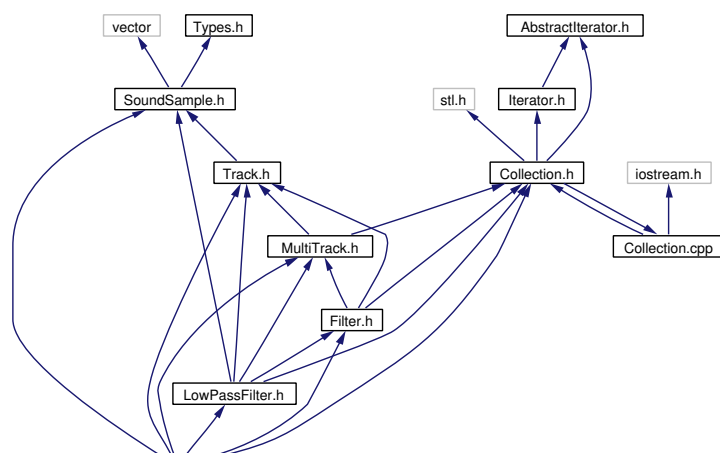 vector
Types.h
AbstractIterator.h
SoundSample.h
stl.h
Iterator.h
Track.h
Collection.h
iostream.h
MultiTrack.h
Collection.cpp
Filter.h
LowPassFilter.h